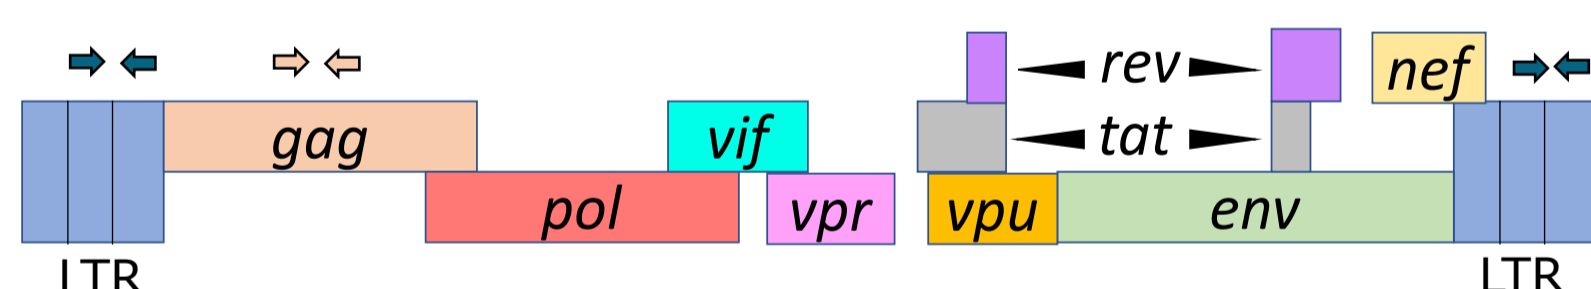 rev
nef
gag
vif
tat
pol
vpr
vpu
env
LTR
LTR